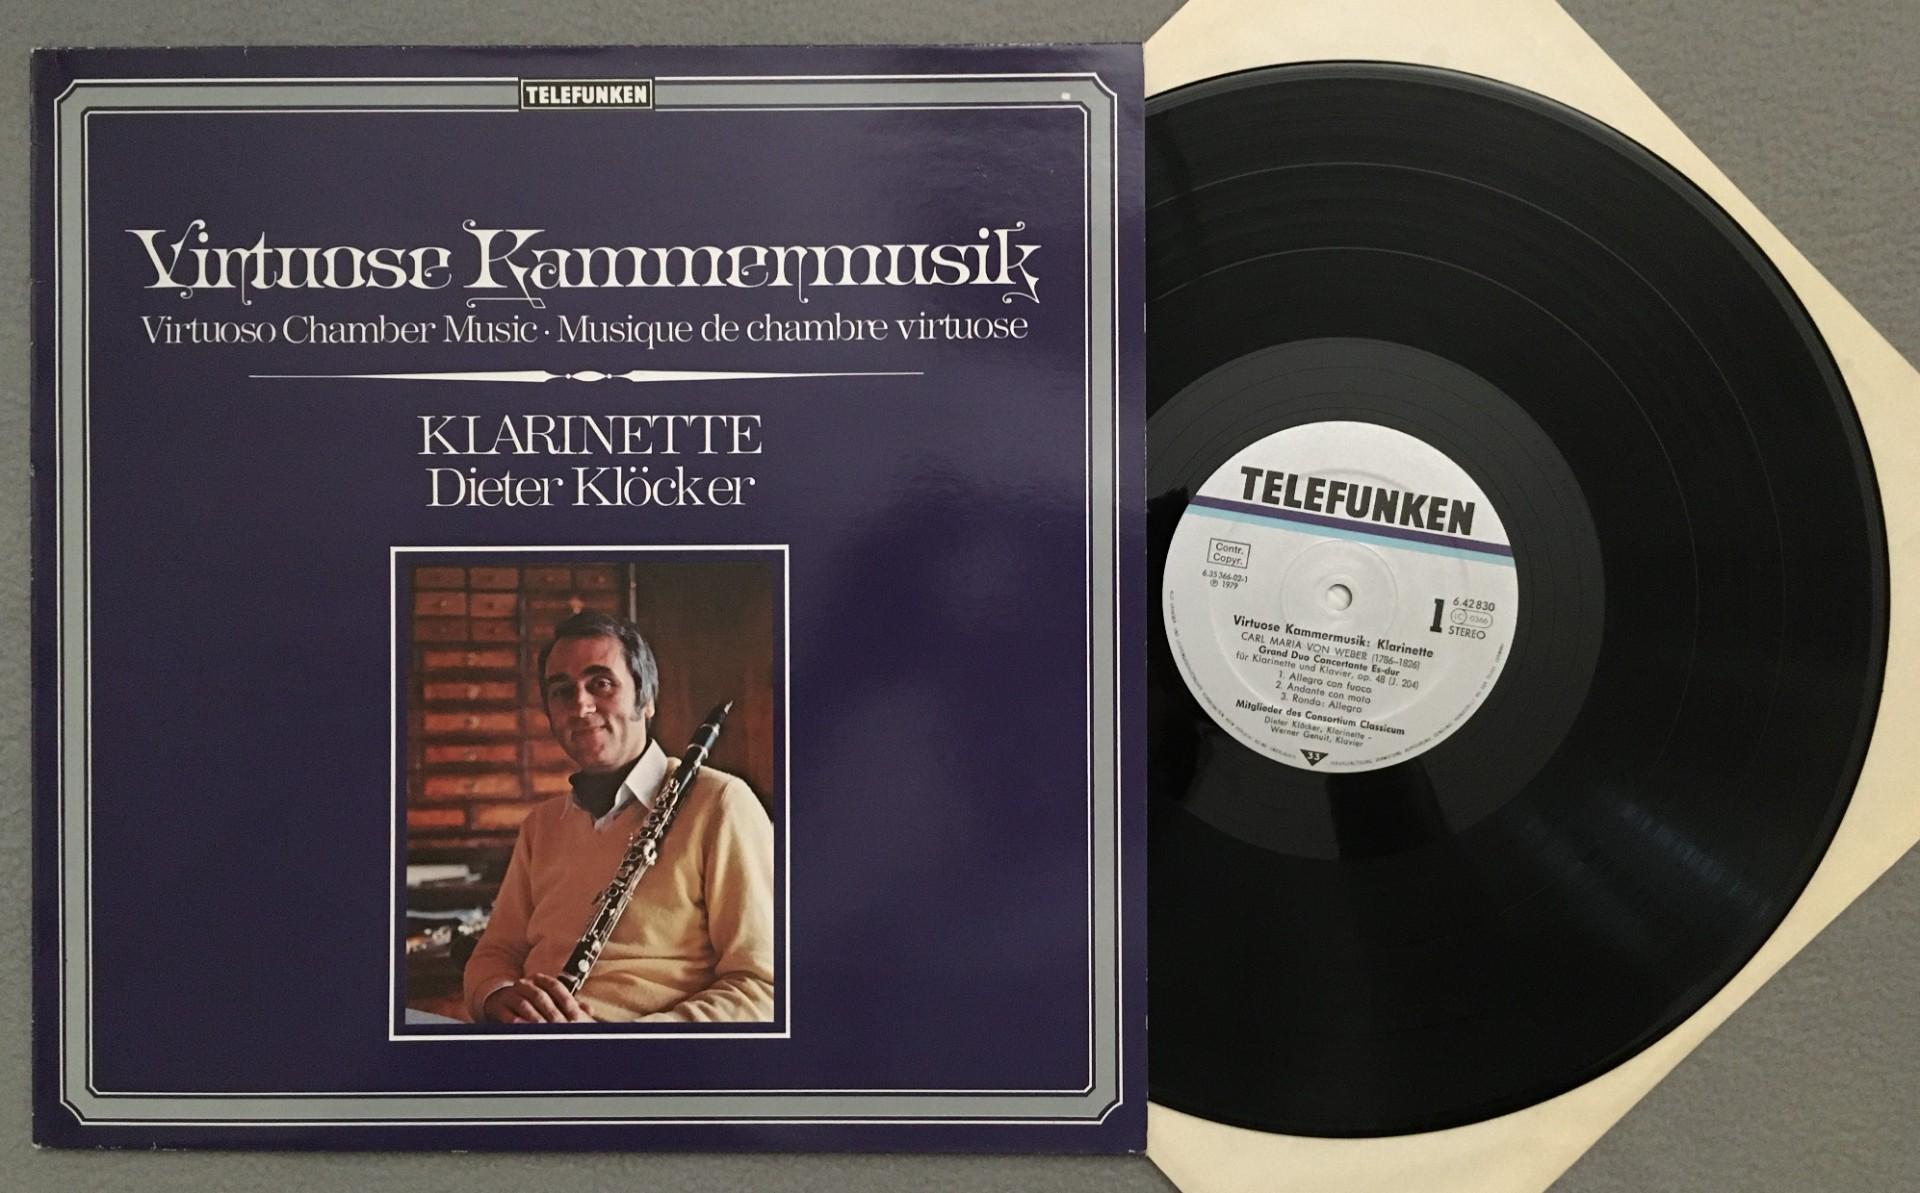 TELEFUNKEN
Virtuose Kammermusik
Virtuoso Chamber Music · Musique de chambre virtuose
KLARINETTE
Dieter Klöcker
TELEFUNKEN
Contr.
Copyr.
6.35366-02-1
℗ 1979
1
6.42830
LC 0366
STEREO
Virtuose Kammermusik: Klarinette
CARL MARIA VON WEBER (1786–1826)
Grand Duo Concertante Es-dur
für Klarinette und Klavier, op. 48 (J. 204)
1. Allegro con fuoco
2. Andante con moto
3. Rondo: Allegro
Mitglieder des Consortium Classicum
Dieter Klöcker, Klarinette –
Werner Genuit, Klavier
33